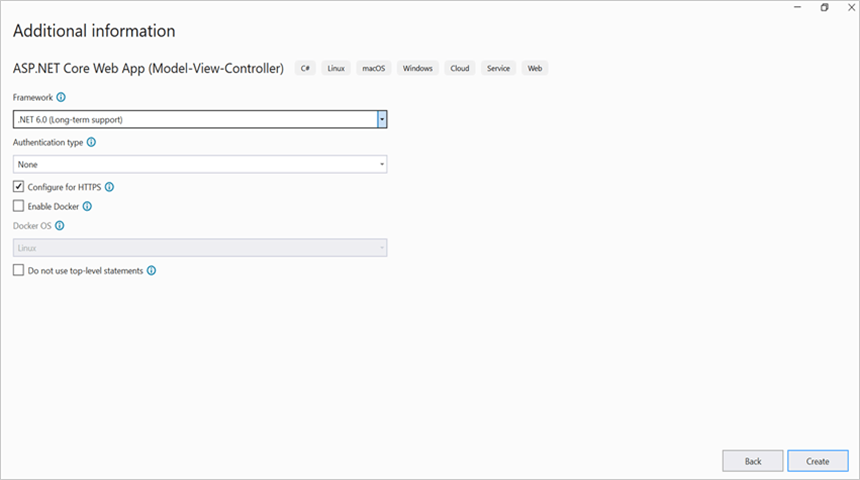 Additional information
ASP.NET Core Web App (Model-View-Controller) C# Linux macOS Windows Cloud Service Web
Framework
.NET 6.0 (Long-term support)
Authentication type
None
Configure for HTTPS
Enable Docker
Docker OS
Linux
Do not use top-level statements
Back Create